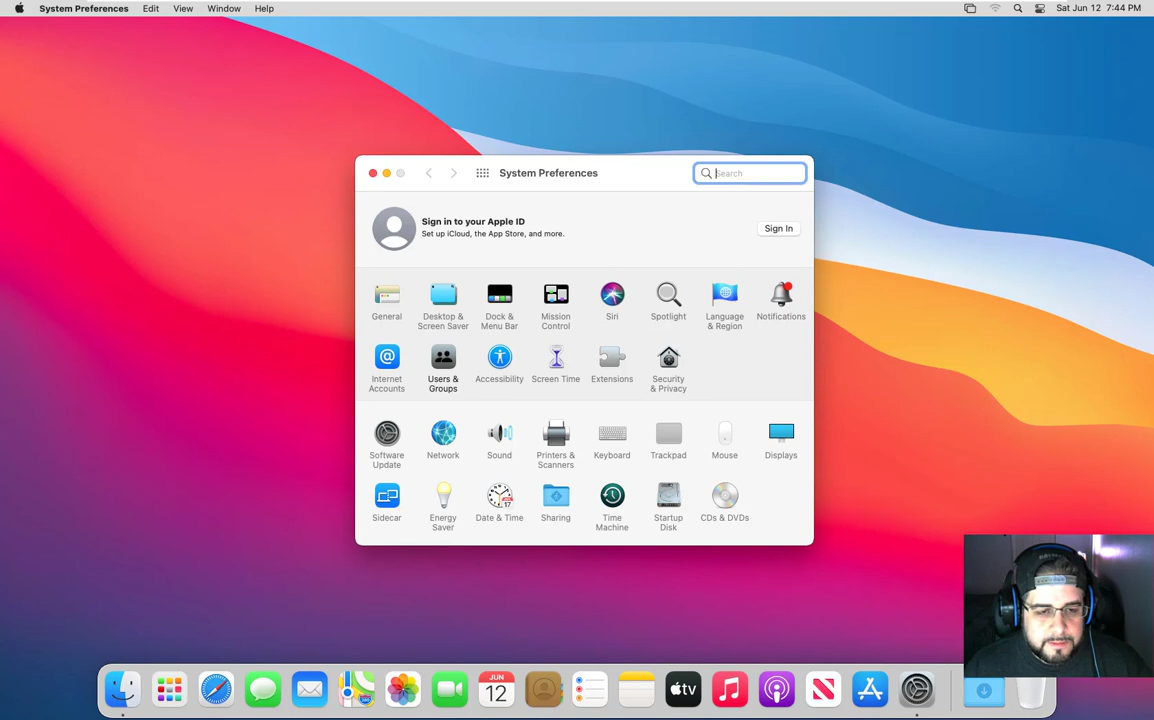 System Preferences Edit View Window Help Sat Jun 12 7:44 PM
System Preferences Search
Sign in to your Apple ID
Set up iCloud, the App Store, and more.
Sign In
General Desktop & Screen Saver Dock & Menu Bar Mission Control Siri Spotlight Language & Region Notifications
Internet Accounts Users & Groups Accessibility Screen Time Extensions Security & Privacy
Software Update Network Sound Printers & Scanners Keyboard Trackpad Mouse Displays
Sidecar Energy Saver Date & Time Sharing Time Machine Startup Disk CDs & DVDs
JUL
17
JUN
12
tv